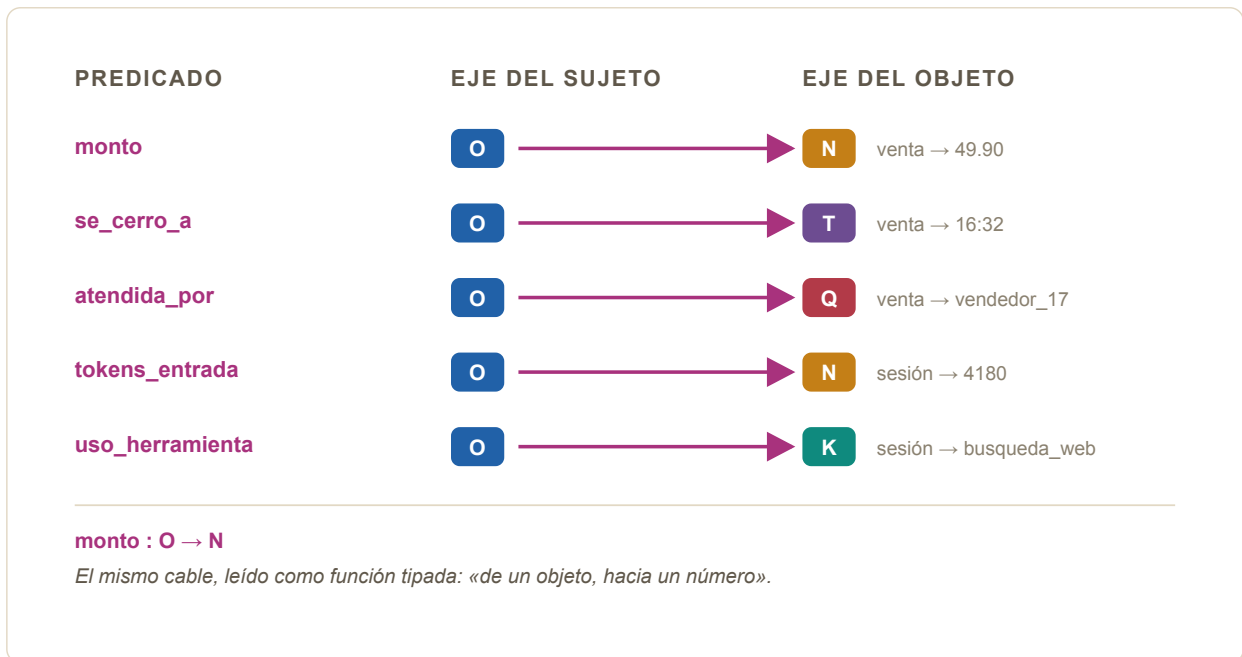 PREDICADO EJE DEL SUJETO EJE DEL OBJETO
monto O N venta → 49.90
se_cerro_a O T venta → 16:32
atendida_por O Q venta → vendedor_17
tokens_entrada O N sesión → 4180
uso_herramienta O K sesión → busqueda_web
monto : O → N
El mismo cable, leído como función tipada: «de un objeto, hacia un número».